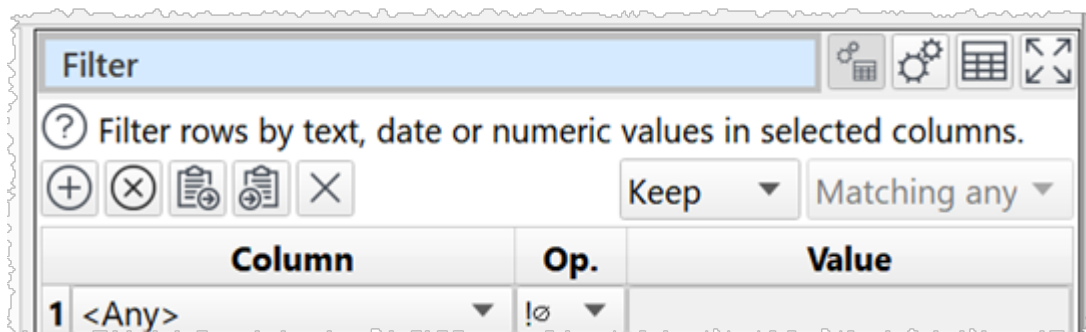 Filter
? Filter rows by text, date or numeric values in selected columns.
Keep Matching any
Column Op. Value
1 <Any> !∅